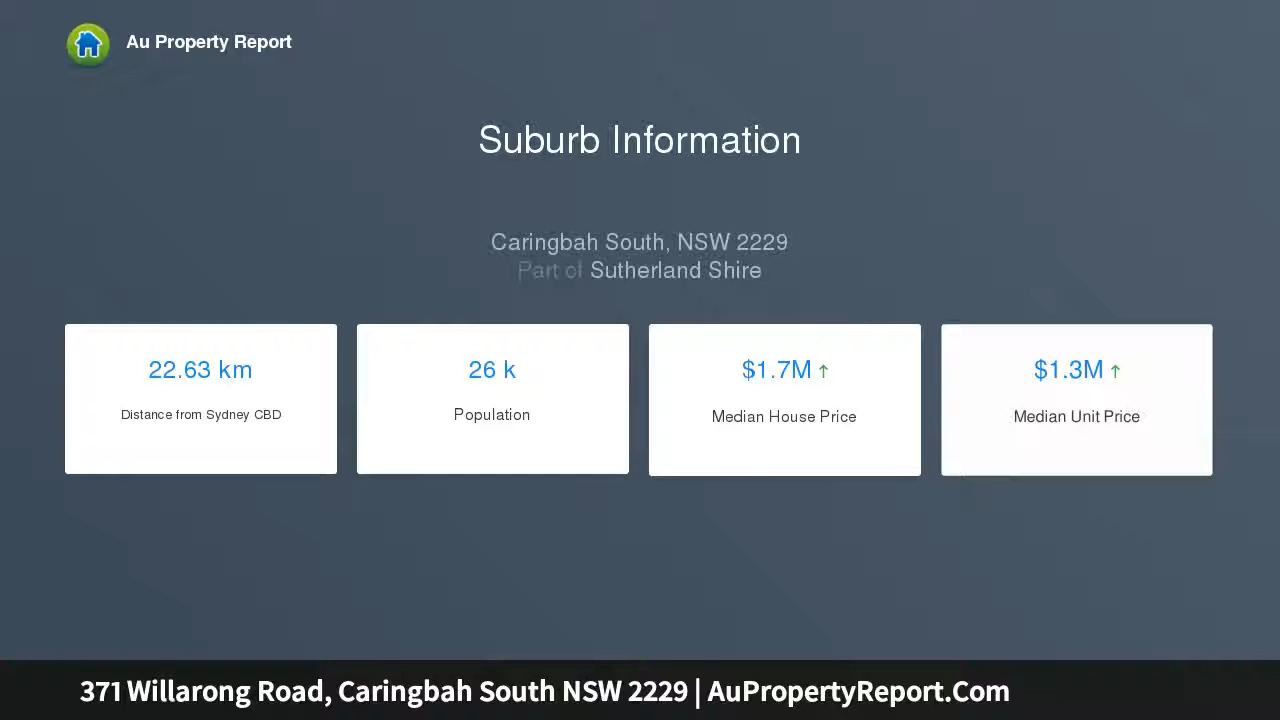 Au Property Report
Suburb Information
Caringbah South, NSW 2229
Part of Sutherland Shire
22.63 km
Distance from Sydney CBD
26 k
Population
$1.7M ↑
Median House Price
$1.3M ↑
Median Unit Price
371 Willarong Road, Caringbah South NSW 2229 | AuPropertyReport.Com